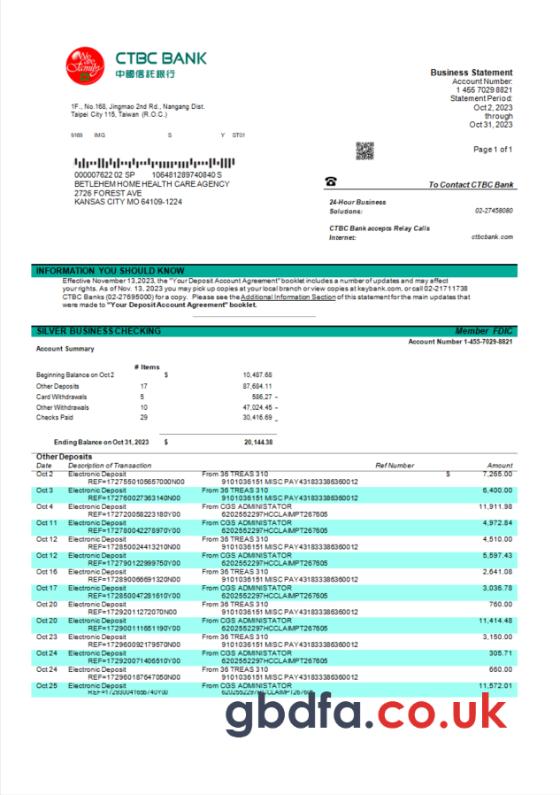 We are Family
CTBC BANK
中國信託銀行
Business Statement
Account Number:
1 455 7029 8821
Statement Period:
Oct 2, 2023
through
Oct 31, 2023
Page 1 of 1
1F., No.168, Jingmao 2nd Rd., Nangang Dist.
Taipei City 115, Taiwan (R.O.C.)
9168 IMG S Y ST01
000007622 02 SP 106481289740840 S
BETLEHEM HOME HEALTH CARE AGENCY
2726 FOREST AVE
KANSAS CITY MO 64109-1224
To Contact CTBC Bank
24-Hour Business
Solutions: 02-27458080
CTBC Bank accepts Relay Calls
Internet: ctbcbank.com
INFORMATION YOU SHOULD KNOW
Effective November 13,2023, the "Your Deposit Account Agreement" booklet includes a number of updates and may affect
your rights. As of Nov. 13, 2023 you may pick up copies at your local branch or view copies at keybank.com, or call 02-21711738
CTBC Banks (02-27695000) for a copy. Please see the Additional Information Section of this statement for the main updates that
were made to "Your Deposit Account Agreement" booklet.
SILVER BUSINESS CHECKING Member FDIC
Account Number 1-455-7029-8821
Account Summary
# Items
Beginning Balance on Oct 2 $ 10,487.68
Other Deposits 17 87,684.11
Card Withdrawals 5 586,27 -
Other Withdrawals 10 47,024.45 -
Checks Paid 29 30,416.69 _
Ending Balance on Oct 31, 2023 $ 20,144.38
Other Deposits
Date Description of Transaction Ref Number Amount
Oct 2 Electronic Deposit From 36 TREAS 310 $ 7,265.00
REF=1727550105657000N00 9101036151 MISC PAY431833386360012
Oct 3 Electronic Deposit From 36 TREAS 310 6,400.00
REF=172760027363140N00 9101036151 MISC PAY431833386360012
Oct 4 Electronic Deposit From CGS ADMINISTRATOR 11,911.98
REF=172720058223180Y00 6202552297HCCLAIMPT267605
Oct 11 Electronic Deposit From CGS ADMINISTRATOR 4,972.84
REF=172780042278970Y00 6202552297HCCLAIMPT267605
Oct 12 Electronic Deposit From 36 TREAS 310 4,510.00
REF=172850024413210N00 9101036151 MISC PAY431833386360012
Oct 12 Electronic Deposit From CGS ADMINISTRATOR 5,597.43
REF=172790122999750Y00 6202552297HCCLAIMPT267605
Oct 16 Electronic Deposit From 36 TREAS 310 2,641.08
REF=172890066691320N00 9101036151 MISC PAY431833386360012
Oct 17 Electronic Deposit From CGS ADMINISTRATOR 3,036.78
REF=172850047281610Y00 6202552297HCCLAIMPT267605
Oct 20 Electronic Deposit From 36 TREAS 310 760.00
REF=172920112720 70N00 9101036151 MISC PAY431833386360012
Oct 20 Electronic Deposit From CGS ADMINISTRATOR 11,414.48
REF=172900111661190Y00 6202552297HCCLAIMPT267605
Oct 23 Electronic Deposit From 36 TREAS 310 3,150.00
REF=172960092179570N00 9101036151 MISC PAY431833386360012
Oct 24 Electronic Deposit From CGS ADMINISTRATOR 305.71
REF=172920071406510Y00 6202552297HCCLAIMPT267605
Oct 24 Electronic Deposit From 36 TREAS 310 660.00
REF=172960187647050N00 9101036151 MISC PAY431833386360012
Oct 25 Electronic Deposit From CGS ADMINISTRATOR 11,572.01
gbdfa.co.uk